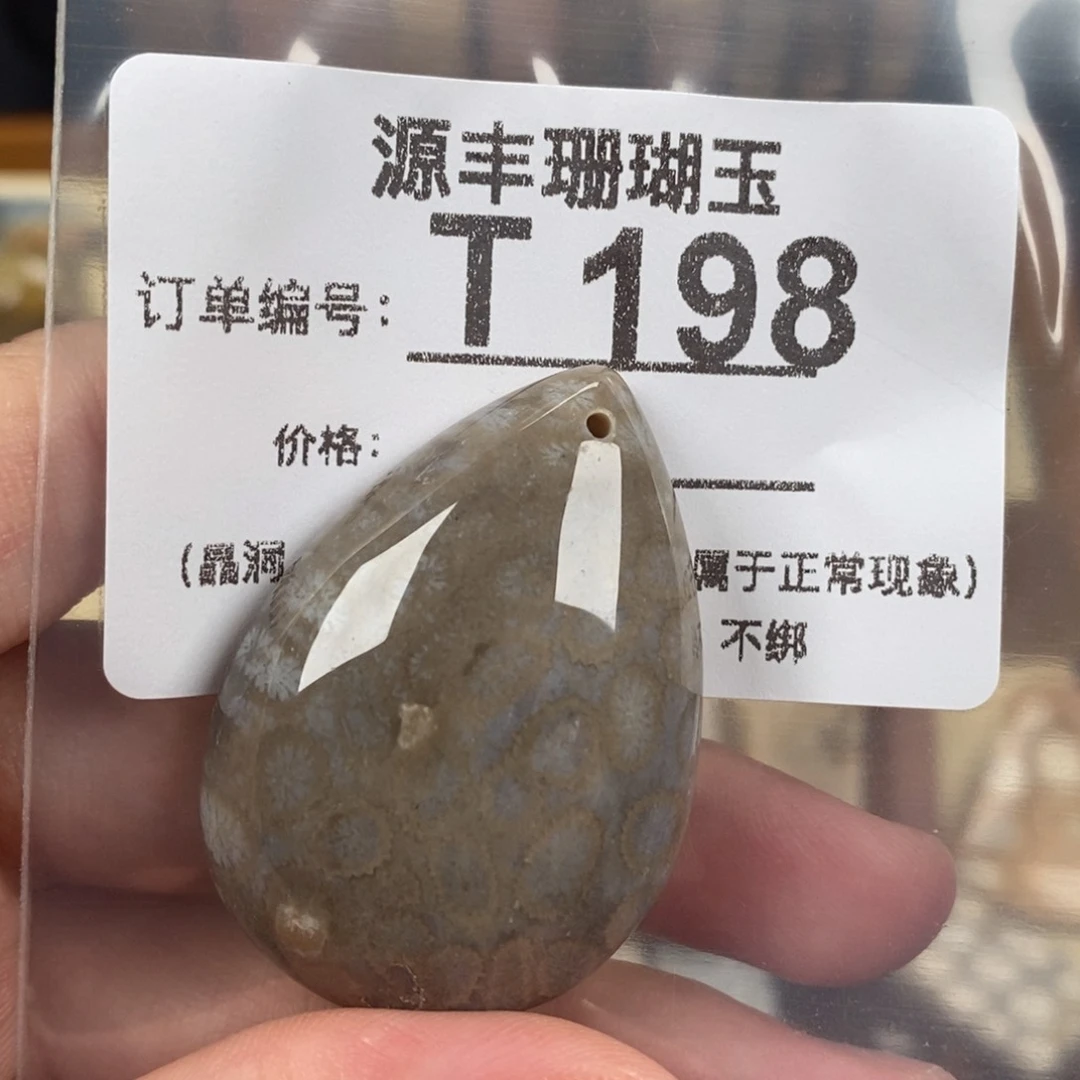 源丰珊瑚玉
订单编号: T 198
价格:
(晶洞 属于正常现象)
不绑